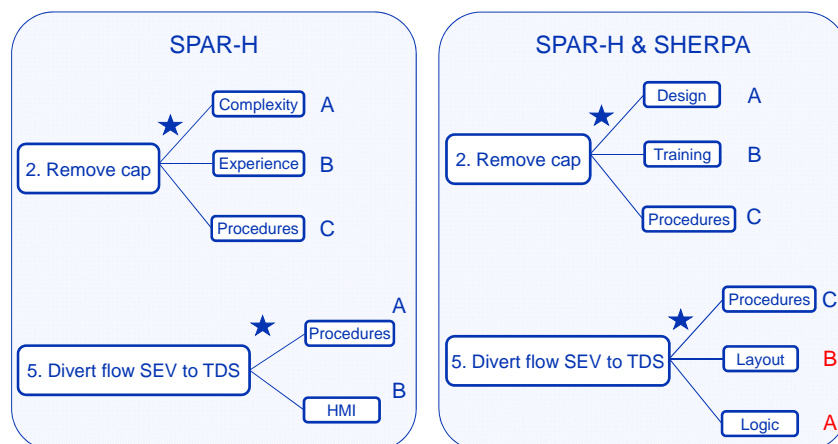 SPAR-H
Complexity A
2. Remove cap
Experience B
Procedures C
A
Procedures
5. Divert flow SEV to TDS
B
HMI
SPAR-H & SHERPA
Design A
2. Remove cap
Training B
Procedures C
Procedures C
5. Divert flow SEV to TDS
Layout B
Logic A